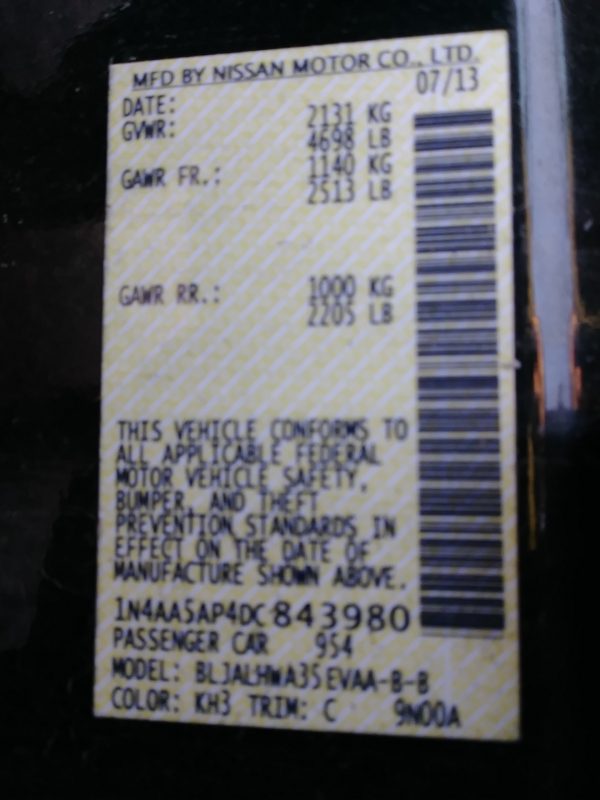 MFD BY NISSAN MOTOR CO., LTD.
DATE: 07/13
GVWR: 2131 KG
4698 LB
GAWR FR.: 1140 KG
2513 LB
GAWR RR.: 1000 KG
2205 LB
THIS VEHICLE CONFORMS TO
ALL APPLICABLE FEDERAL
MOTOR VEHICLE SAFETY,
BUMPER, AND THEFT
PREVENTION STANDARDS IN
EFFECT ON THE DATE OF
MANUFACTURE SHOWN ABOVE.
1N4AA5AP4DC843980
PASSENGER CAR 954
MODEL: BLJALHWA35EVAA-B-B
COLOR: KH3 TRIM: C 9N00A